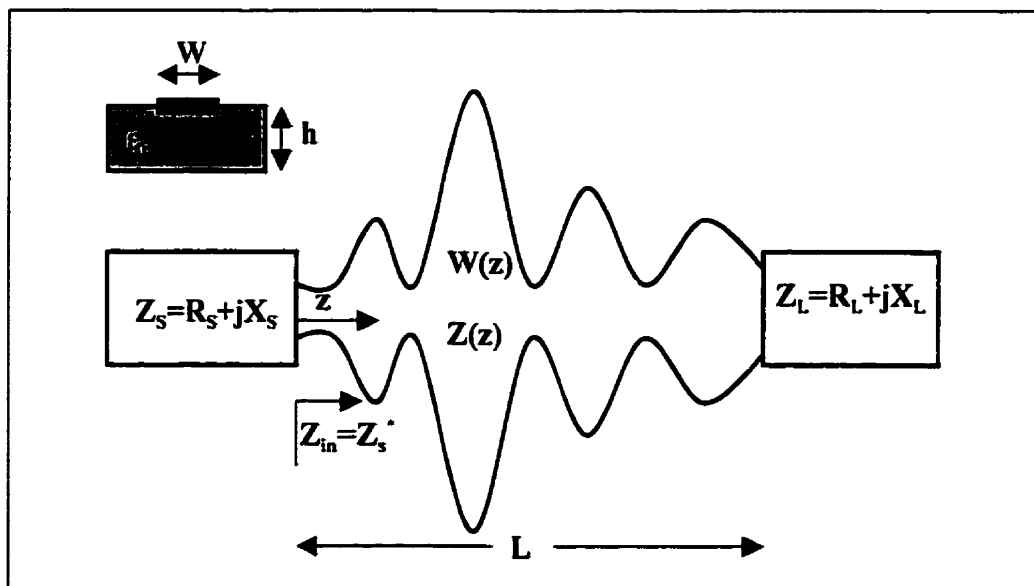 W
h
W(z)
Z_S=R_S+jX_S
z
Z(z)
Z_L=R_L+jX_L
Z_in=Z_s*
L